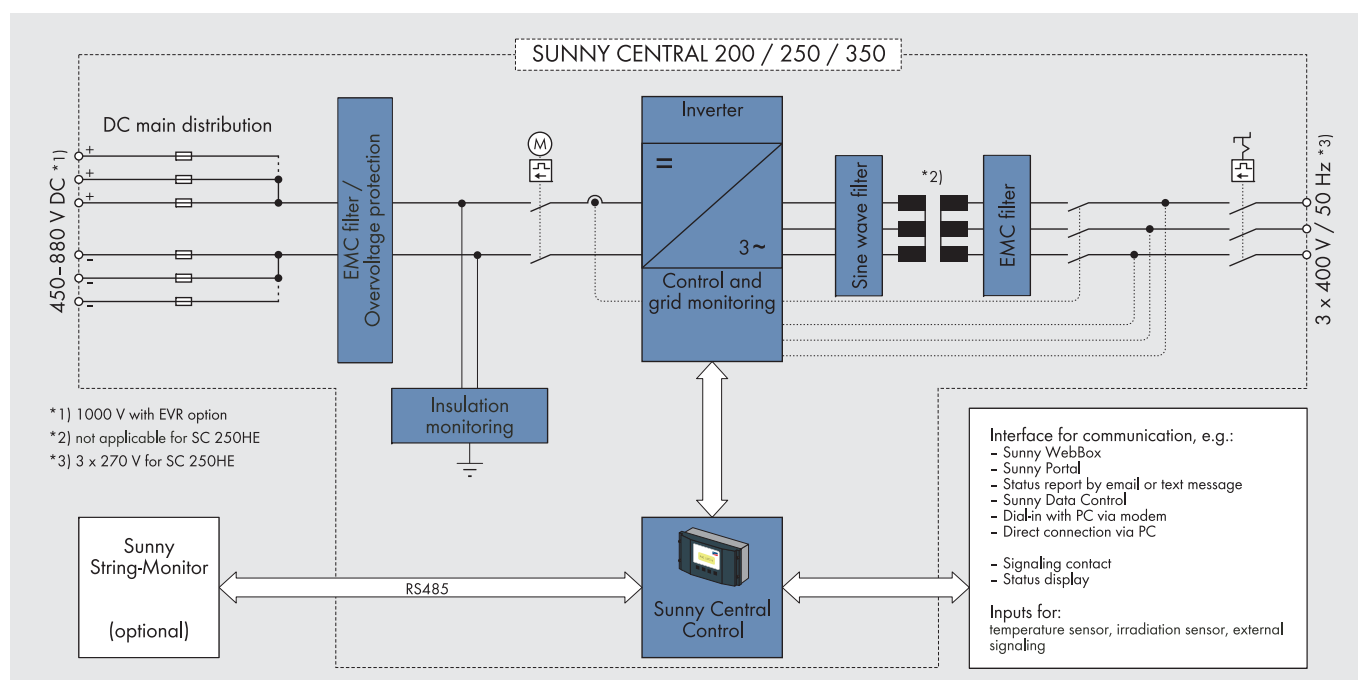 SUNNY CENTRAL 200 / 250 / 350
DC main distribution
450-880 V DC *1)
+
+
+
-
-
-
EMC filter /
Overvoltage protection
M
Inverter
=
3~
Control and
grid monitoring
Sine wave filter
*2)
EMC filter
3 x 400 V / 50 Hz *3)
Insulation
monitoring
*1) 1000 V with EVR option
*2) not applicable for SC 250HE
*3) 3 x 270 V for SC 250HE
Sunny
String-Monitor
(optional)
RS485
Sunny Central
Control
Interface for communication, e.g.:
– Sunny WebBox
– Sunny Portal
– Status report by email or text message
– Sunny Data Control
– Dial-in with PC via modem
– Direct connection via PC
– Signaling contact
– Status display
Inputs for:
temperature sensor, irradiation sensor, external
signaling